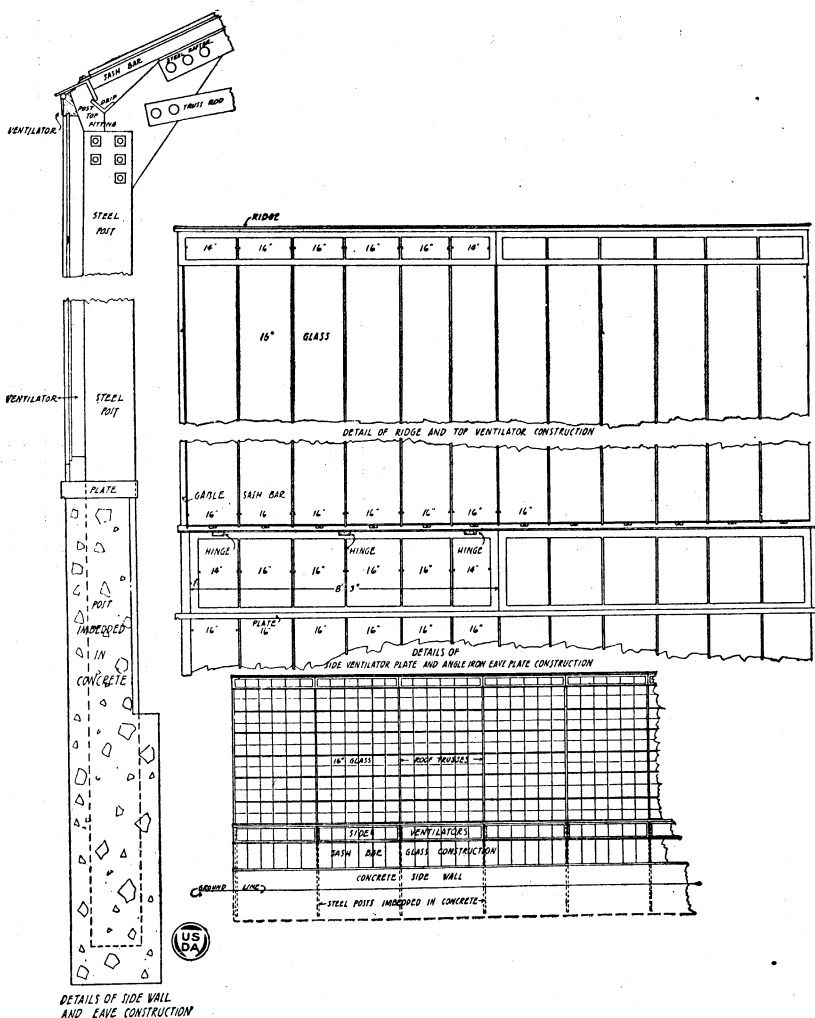 SASH BAR
STEEL RAFTER
DRIP
POST
TOP
FITTING
TRUSS ROD
VENTILATOR
STEEL
POST
RIDGE
14" 16" 16" 16" 16" 14"
16" GLASS
VENTILATOR
STEEL
POST
DETAIL OF RIDGE AND TOP VENTILATOR CONSTRUCTION
PLATE
GABLE SASH BAR
16" 16 16" 16" 16" 16" 16"
HINGE HINGE HINGE
14" 16" 16" 16" 16" 14"
8' 3"
PLATE
16" 16" 16" 16" 16" 16"
POST
IMBEDDED
IN
CONCRETE
DETAILS OF
SIDE VENTILATOR PLATE AND ANGLE IRON EAVE PLATE CONSTRUCTION
16" GLASS ROOF TRUSSES
SIDE VENTILATORS
SASH BAR GLASS CONSTRUCTION
CONCRETE SIDE WALL
GROUND LINE
STEEL POSTS IMBEDDED IN CONCRETE
US
DA
DETAILS OF SIDE WALL
AND EAVE CONSTRUCTION